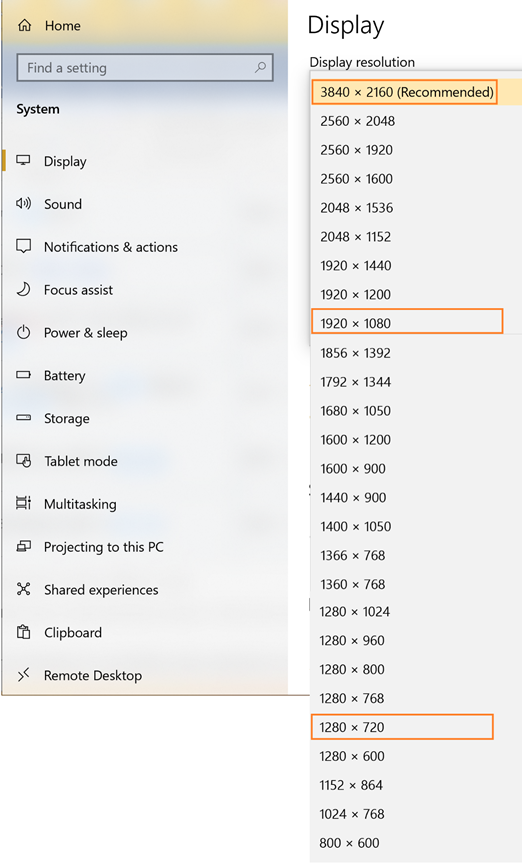 Home
Find a setting
System
Display
Sound
Notifications & actions
Focus assist
Power & sleep
Battery
Storage
Tablet mode
Multitasking
Projecting to this PC
Shared experiences
Clipboard
Remote Desktop
Display
Display resolution
3840 × 2160 (Recommended)
2560 × 2048
2560 × 1920
2560 × 1600
2048 × 1536
2048 × 1152
1920 × 1440
1920 × 1200
1920 × 1080
1856 × 1392
1792 × 1344
1680 × 1050
1600 × 1200
1600 × 900
1440 × 900
1400 × 1050
1366 × 768
1360 × 768
1280 × 1024
1280 × 960
1280 × 800
1280 × 768
1280 × 720
1280 × 600
1152 × 864
1024 × 768
800 × 600